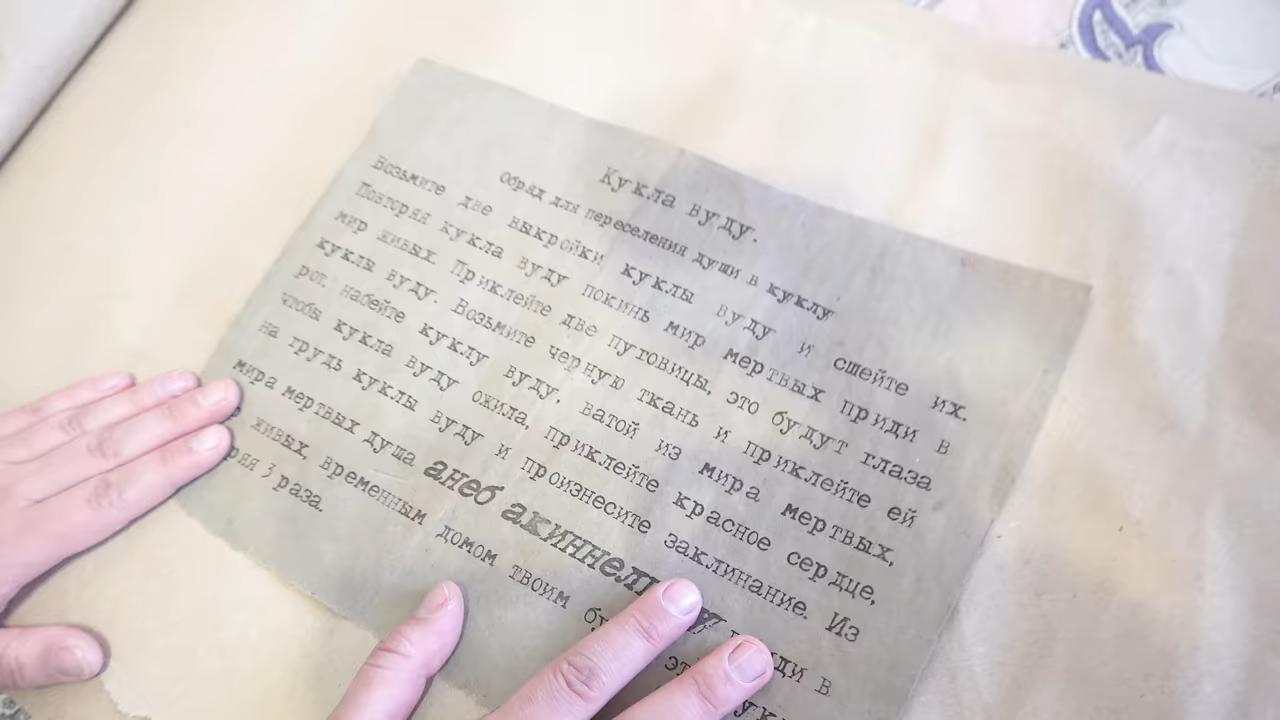 Кукла вуду.
Обряд для переселения души в куклу
Возьмите две выкройки куклы вуду и сшейте их.
Повторяя кукла вуду покинь мир мертвых приди в
мир живых. Приклейте две пуговицы, это будут глаза
куклы вуду. Возьмите черную ткань и приклейте ей
рот. набейте куклу вуду, ватой из мира мертвых,
чтобы кукла вуду ожила, приклейте красное сердце,
на грудь куклы вуду и произнесите заклинание. Из
мира мертвых душа анеб акиннель в
живых, временным домом твоим
3 раза.